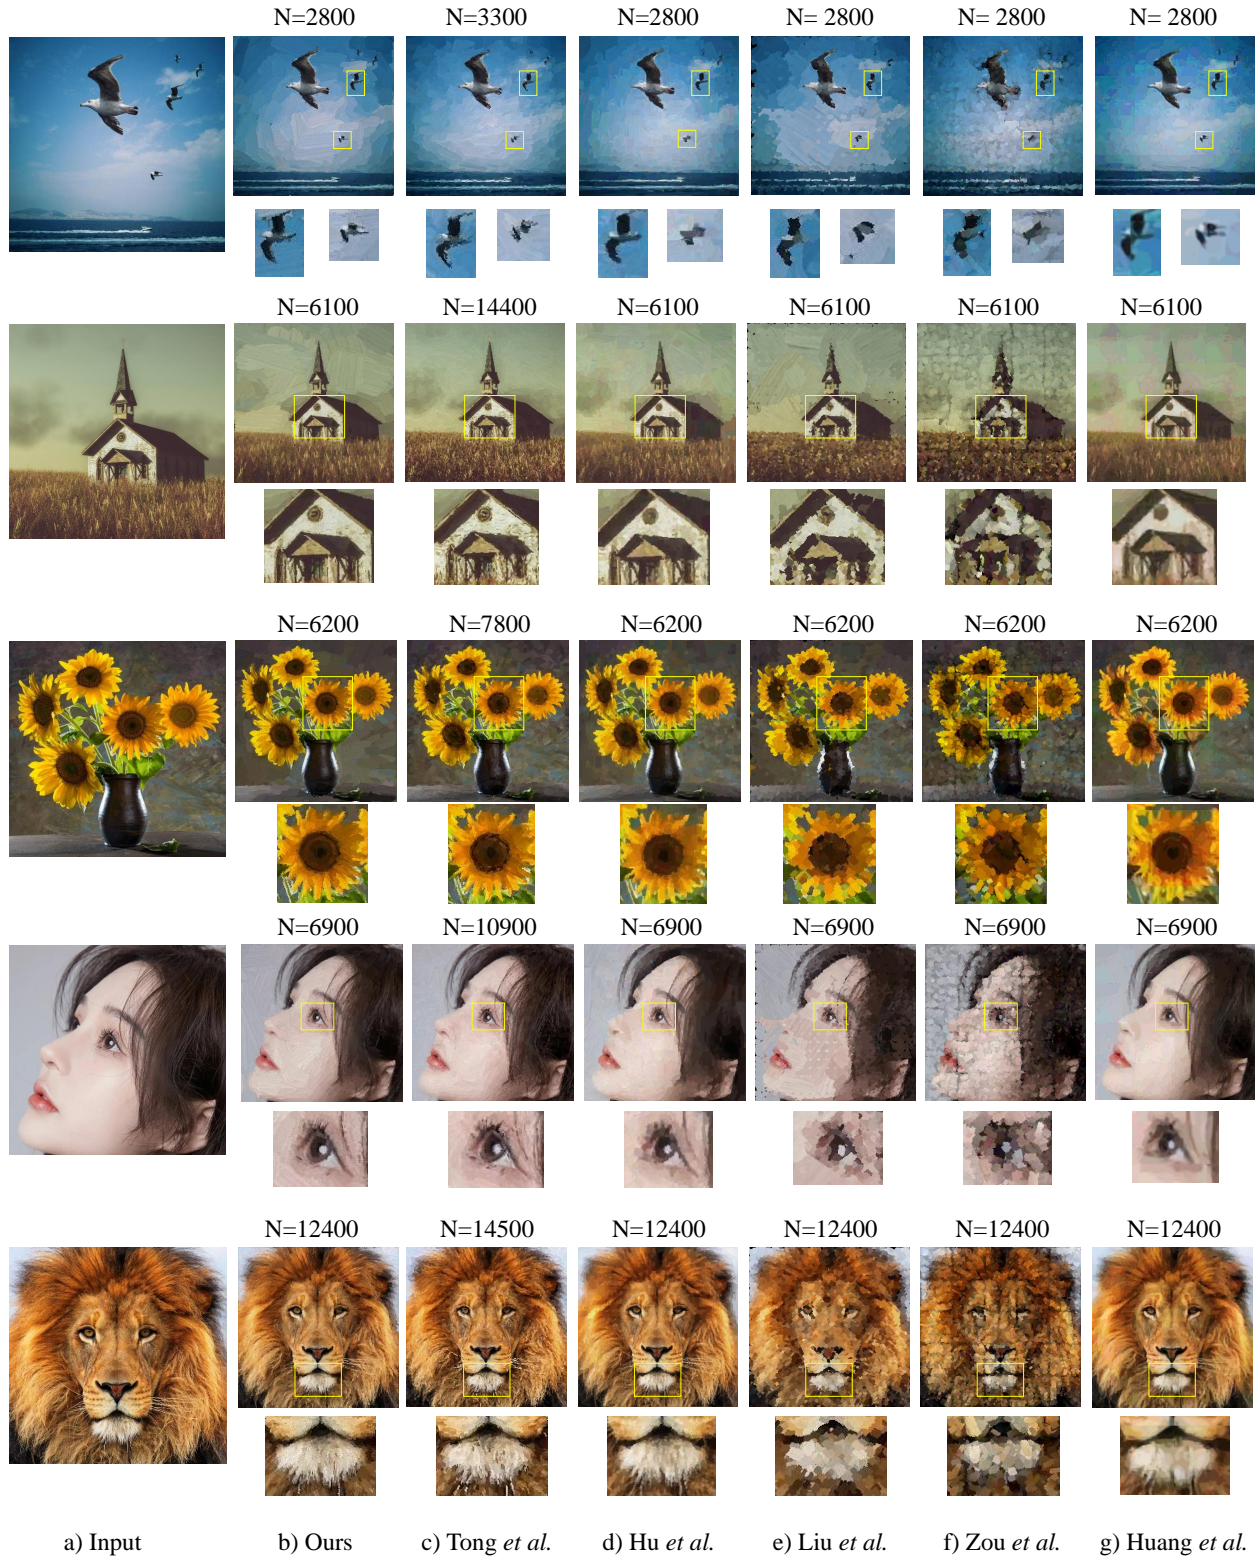 N=2800 N=3300 N=2800 N= 2800 N= 2800 N= 2800
N=6100 N=14400 N=6100 N=6100 N=6100 N=6100
N=6200 N=7800 N=6200 N=6200 N=6200 N=6200
N=6900 N=10900 N=6900 N=6900 N=6900 N=6900
N=12400 N=14500 N=12400 N=12400 N=12400 N=12400
a) Input b) Ours c) Tong et al. d) Hu et al. e) Liu et al. f) Zou et al. g) Huang et al.